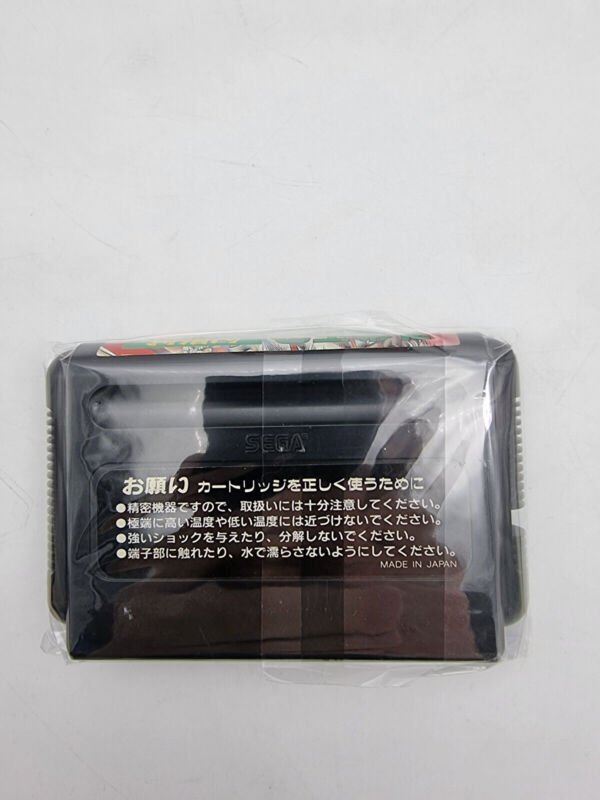 SEGA
お願い カートリッジを正しく使うために
●精密機器ですので、取扱いには十分注意してください。
●極端に高い温度や低い温度には近づけないでください。
●強いショックを与えたり、分解しないでください。
●端子部に触れたり、水で濡らさないようにしてください。
MADE IN JAPAN